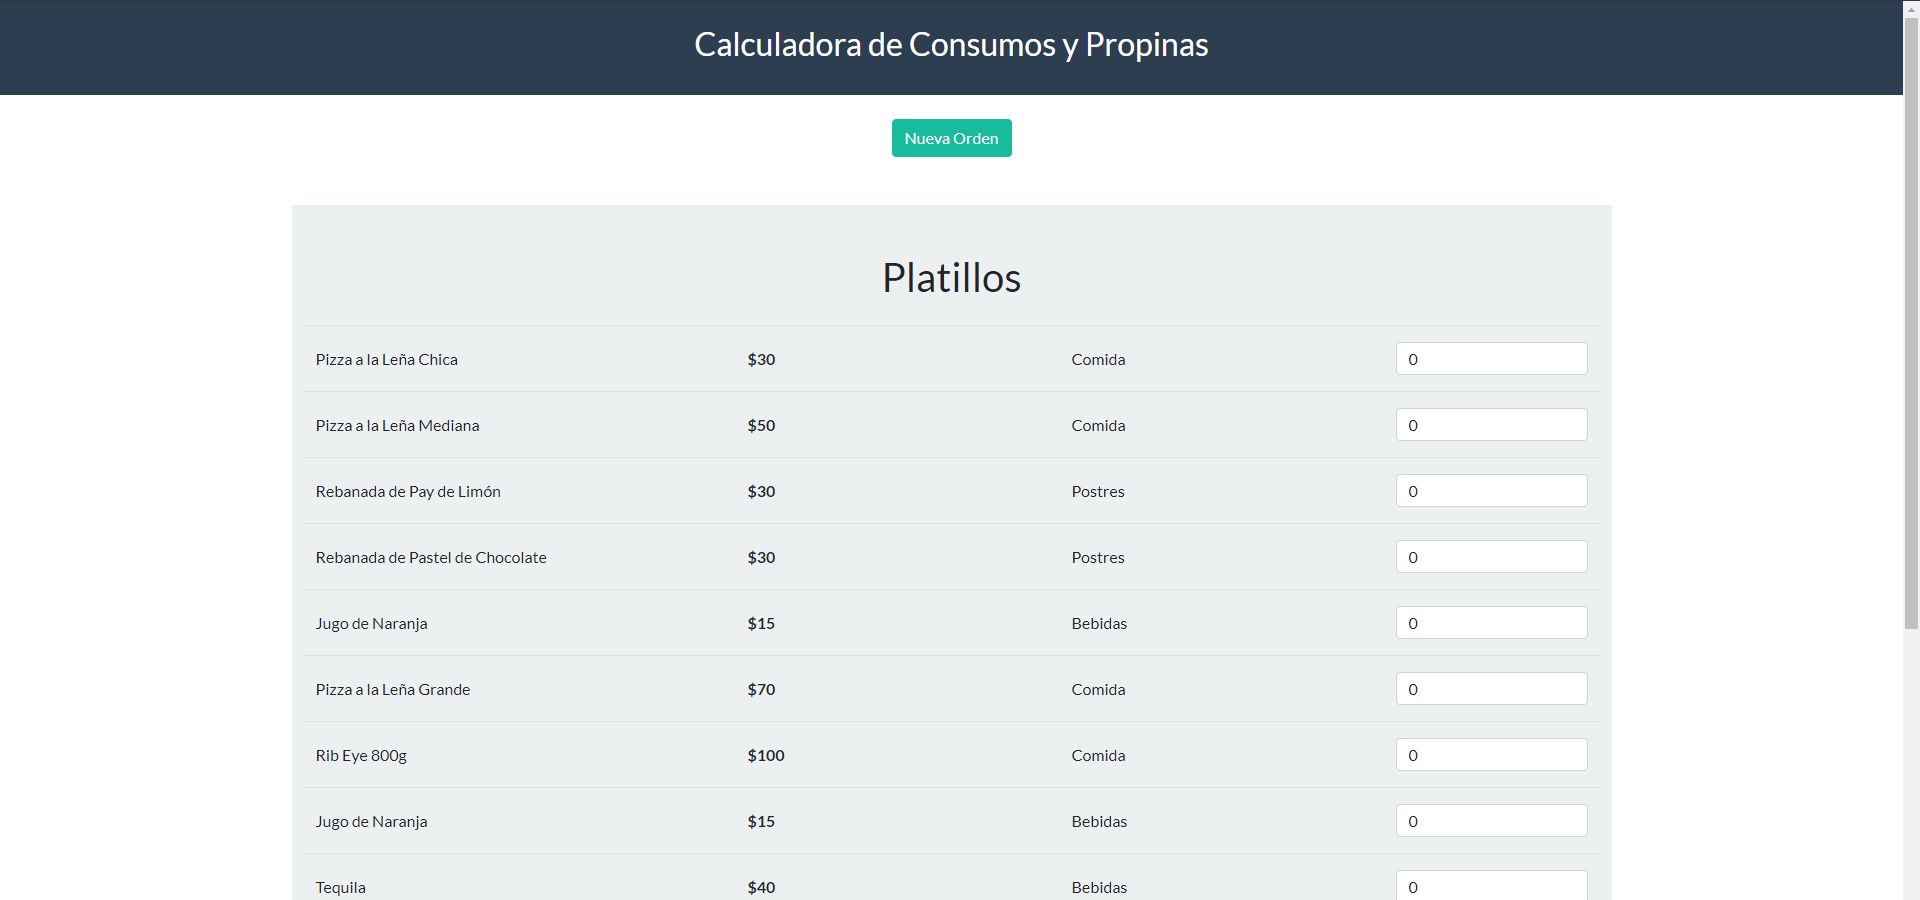 Calculadora de Consumos y Propinas
Nueva Orden
Platillos
Pizza a la Leña Chica $30 Comida 0
Pizza a la Leña Mediana $50 Comida 0
Rebanada de Pay de Limón $30 Postres 0
Rebanada de Pastel de Chocolate $30 Postres 0
Jugo de Naranja $15 Bebidas 0
Pizza a la Leña Grande $70 Comida 0
Rib Eye 800g $100 Comida 0
Jugo de Naranja $15 Bebidas 0
Tequila $40 Bebidas 0